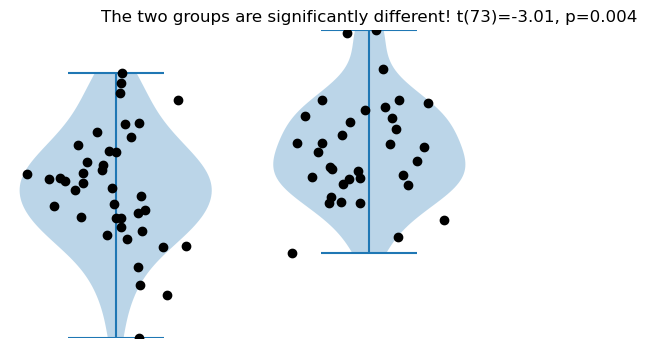 The two groups are significantly different! t(73)=-3.01, p=0.004